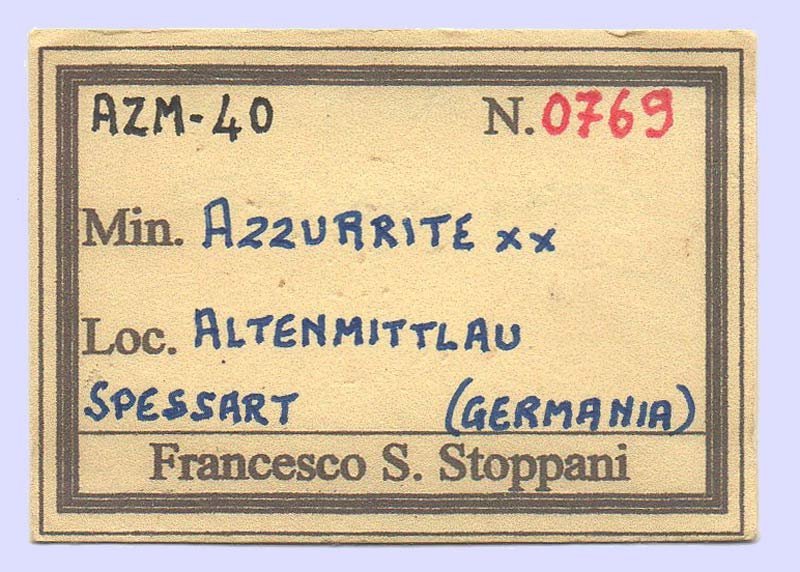 AZM-40 N. 0769
Min. AZZURRITE xx
Loc. ALTENMITTLAU
SPESSART (GERMANIA)
Francesco S. Stoppani